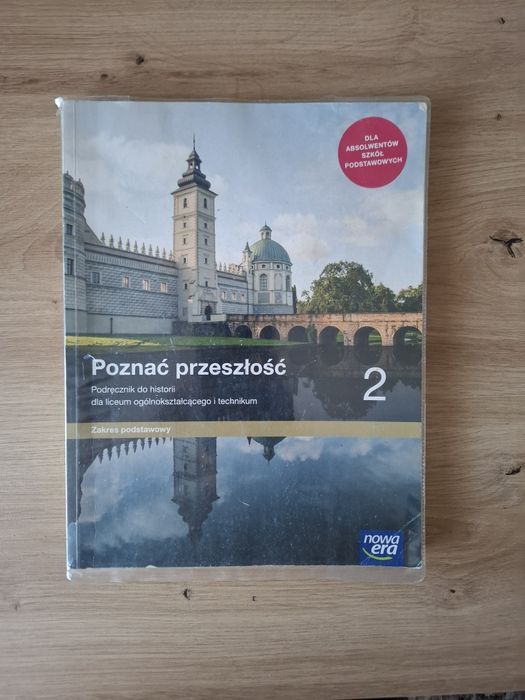 DLA
ABSOLWENTÓW
SZKÓŁ
PODSTAWOWYCH
Poznać przeszłość
2
Podręcznik do historii
dla liceum ogólnokształcącego i technikum
Zakres podstawowy
nowa
era